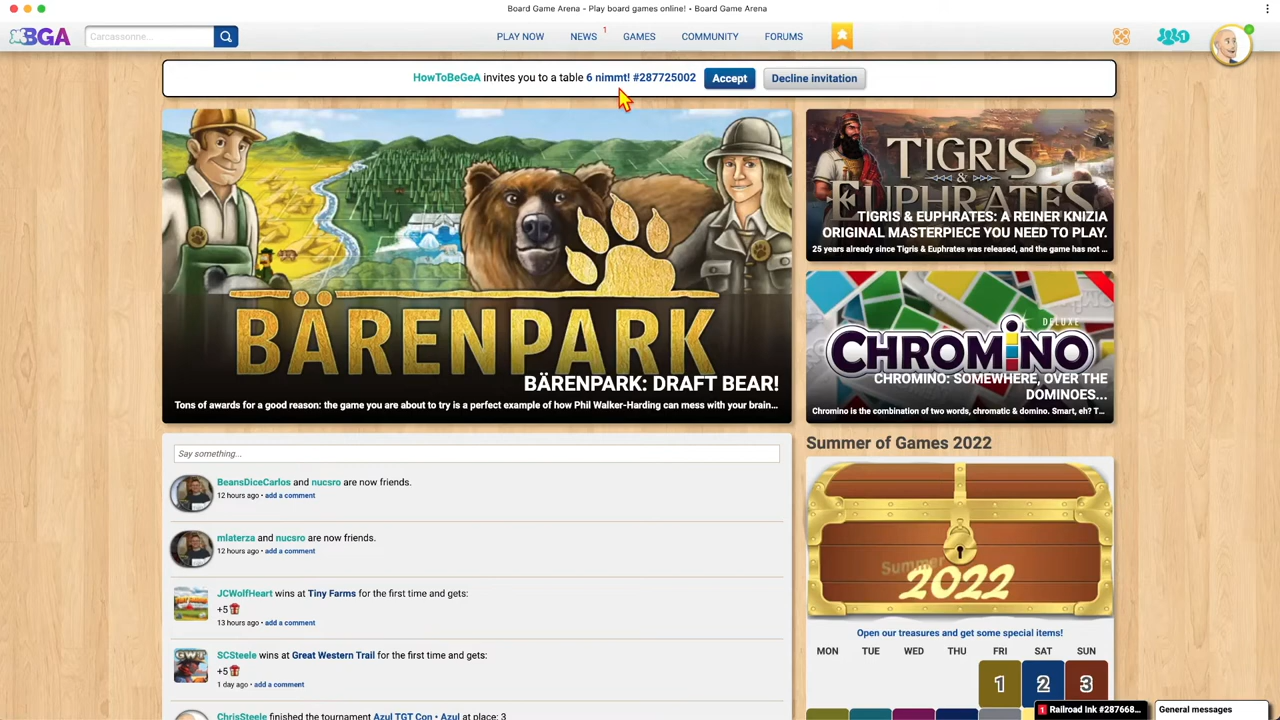 Board Game Arena - Play board games online! • Board Game Arena
BGA
Carcassonne...
PLAY NOW
NEWS
1
GAMES
COMMUNITY
FORUMS
1
HowToBeGeA invites you to a table 6 nimmt! #287725002
Accept
Decline invitation
BÄRENPARK
BÄRENPARK: DRAFT BEAR!
Tons of awards for a good reason: the game you are about to try is a perfect example of how Phil Walker-Harding can mess with your brain...
TIGRIS
&
EUPHRATES
TIGRIS & EUPHRATES: A REINER KNIZIA
ORIGINAL MASTERPIECE YOU NEED TO PLAY.
25 years already since Tigris & Euphrates was released, and the game has not ...
DELUXE
CHROMINO
CHROMINO: SOMEWHERE, OVER THE
DOMINOES...
Chromino is the combination of two words, chromatic & domino. Smart, eh? T...
Say something...
BeansDiceCarlos and nucsro are now friends.
12 hours ago • add a comment
mlaterza and nucsro are now friends.
12 hours ago • add a comment
JCWolfHeart wins at Tiny Farms for the first time and gets:
+5
13 hours ago • add a comment
GWT
SCSteele wins at Great Western Trail for the first time and gets:
+5
1 day ago • add a comment
ChrisSteele finished the tournament Azul TGT Con • Azul at place: 3
Summer of Games 2022
Summer
2022
Open our treasures and get some special items!
MON TUE WED THU FRI SAT SUN
1 2 3
1 Railroad Ink #287668...
General messages